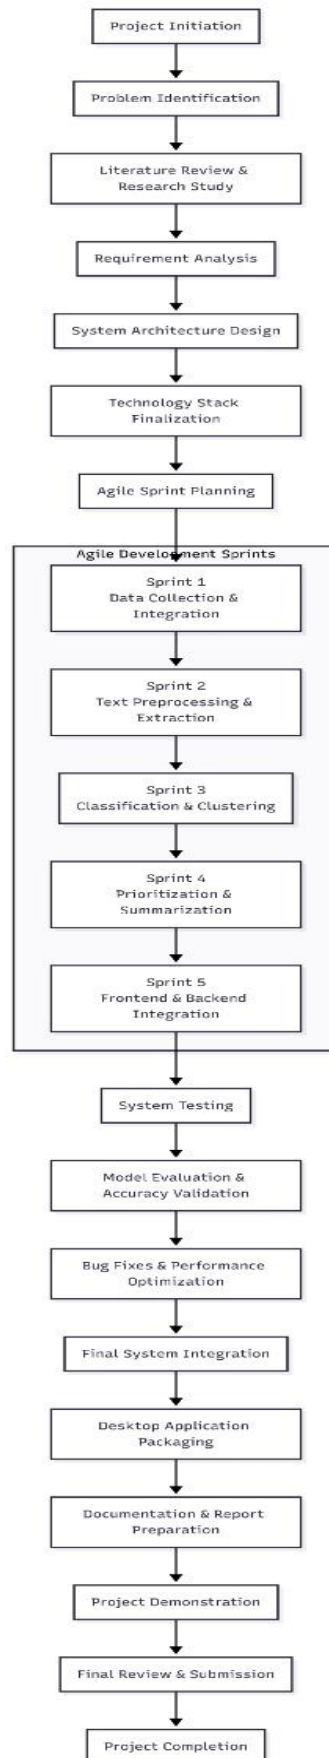 Project Initiation
Problem Identification
Literature Review &
Research Study
Requirement Analysis
System Architecture Design
Technology Stack
Finalization
Agile Sprint Planning
Agile Development Sprints
Sprint 1
Data Collection &
Integration
Sprint 2
Text Preprocessing &
Extraction
Sprint 3
Classification & Clustering
Sprint 4
Prioritization &
Summarization
Sprint 5
Frontend & Backend
Integration
System Testing
Model Evaluation &
Accuracy Validation
Bug Fixes & Performance
Optimization
Final System Integration
Desktop Application
Packaging
Documentation & Report
Preparation
Project Demonstration
Final Review & Submission
Project Completion